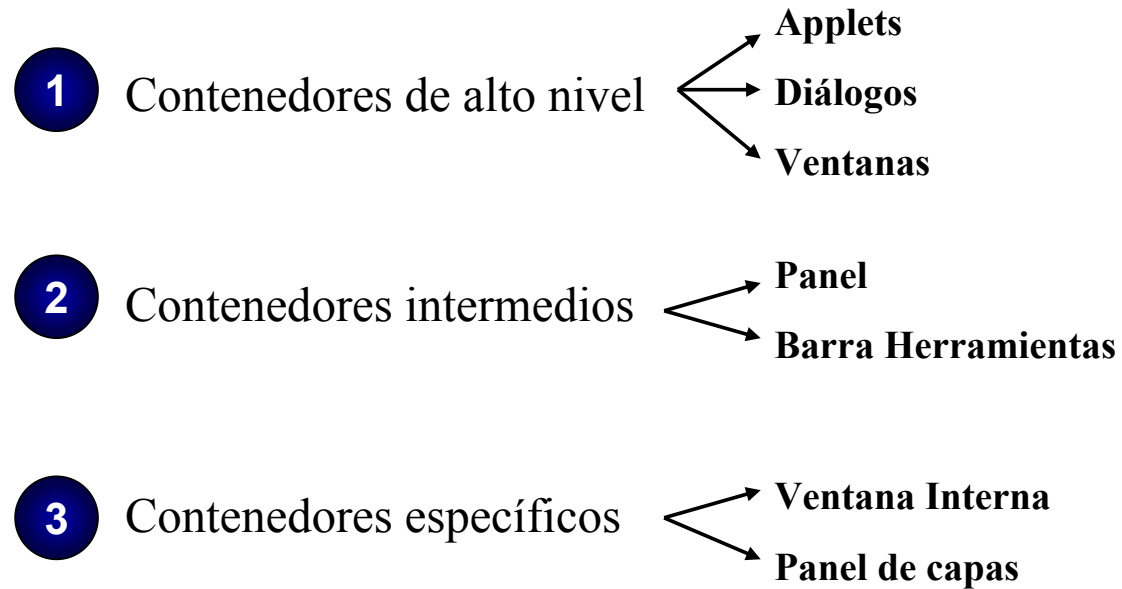 1 Contenedores de alto nivel
Applets
Diálogos
Ventanas
2 Contenedores intermedios
Panel
Barra Herramientas
3 Contenedores específicos
Ventana Interna
Panel de capas